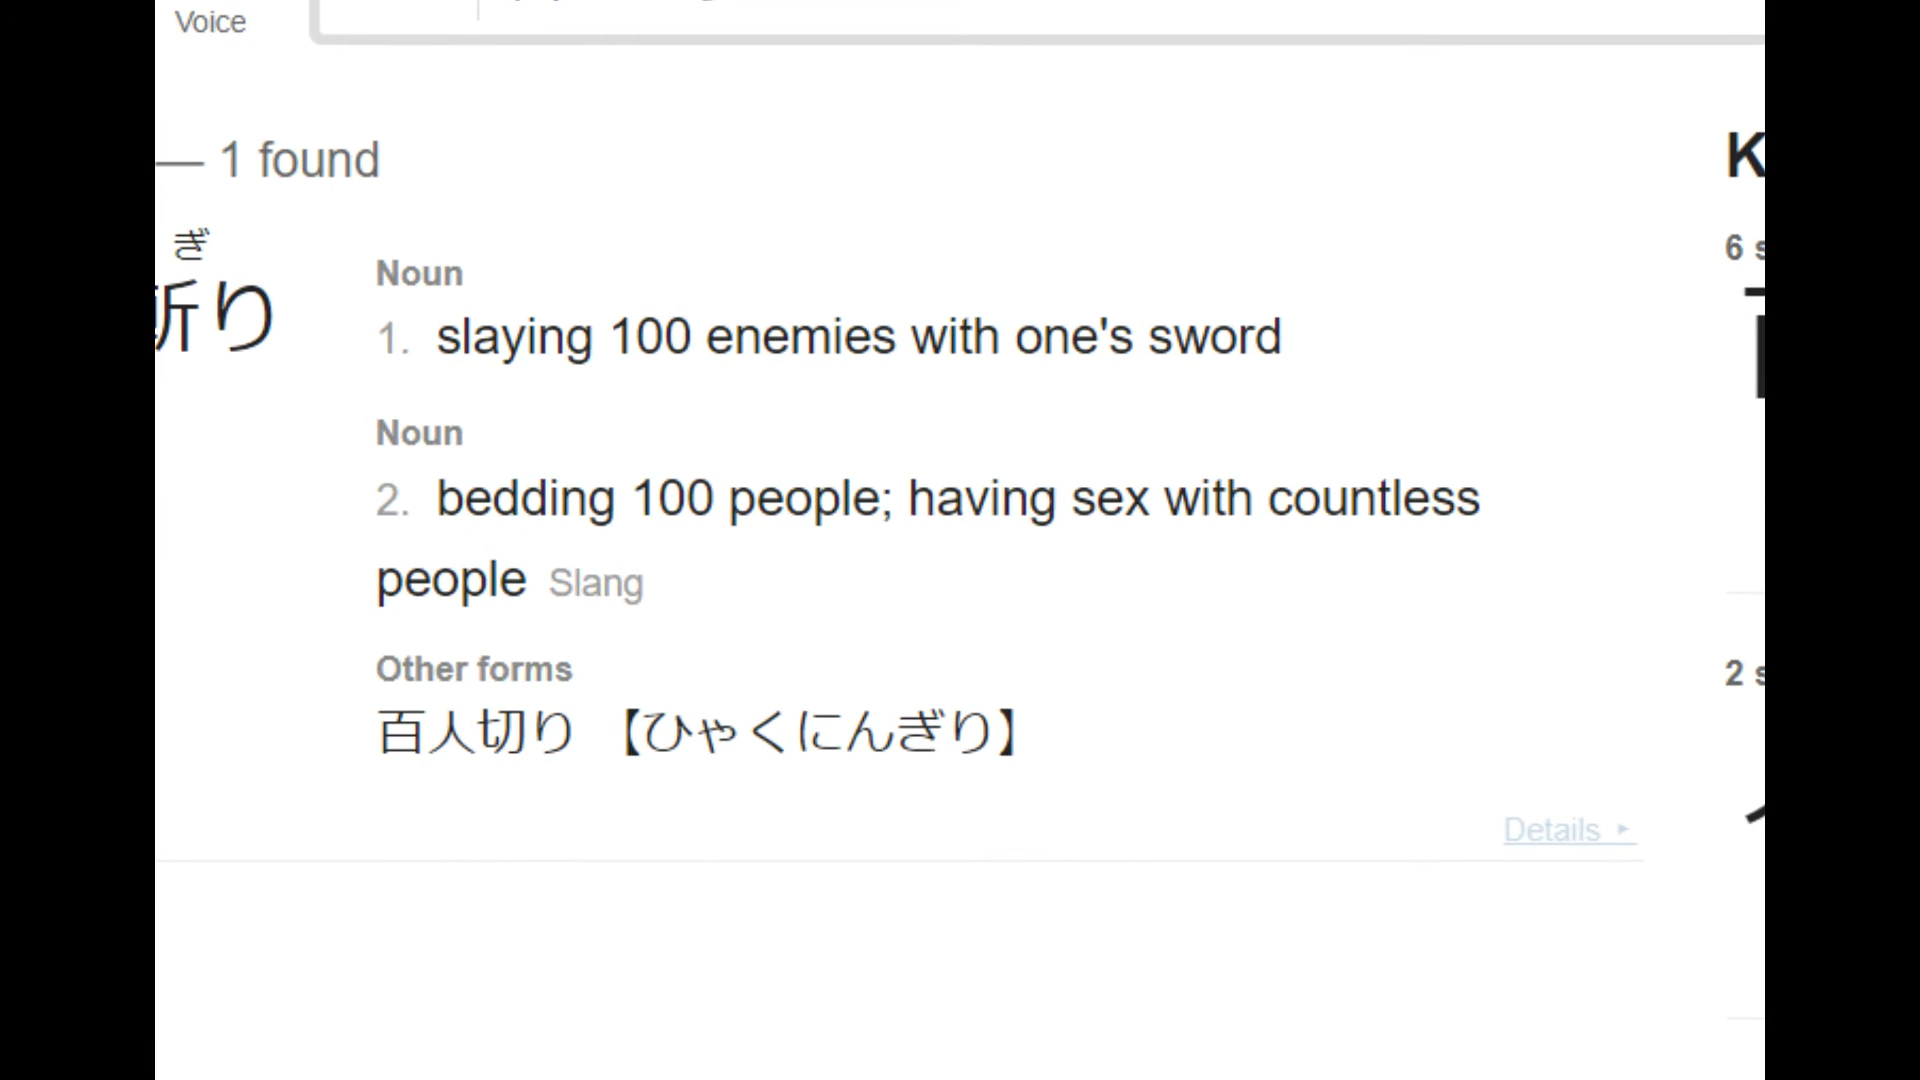 Voice
— 1 found
K
ぎ
斬り
Noun
6 s
1. slaying 100 enemies with one's sword
Noun
2. bedding 100 people; having sex with countless
people Slang
Other forms
2 s
百人切り 【ひゃくにんぎり】
Details ▸